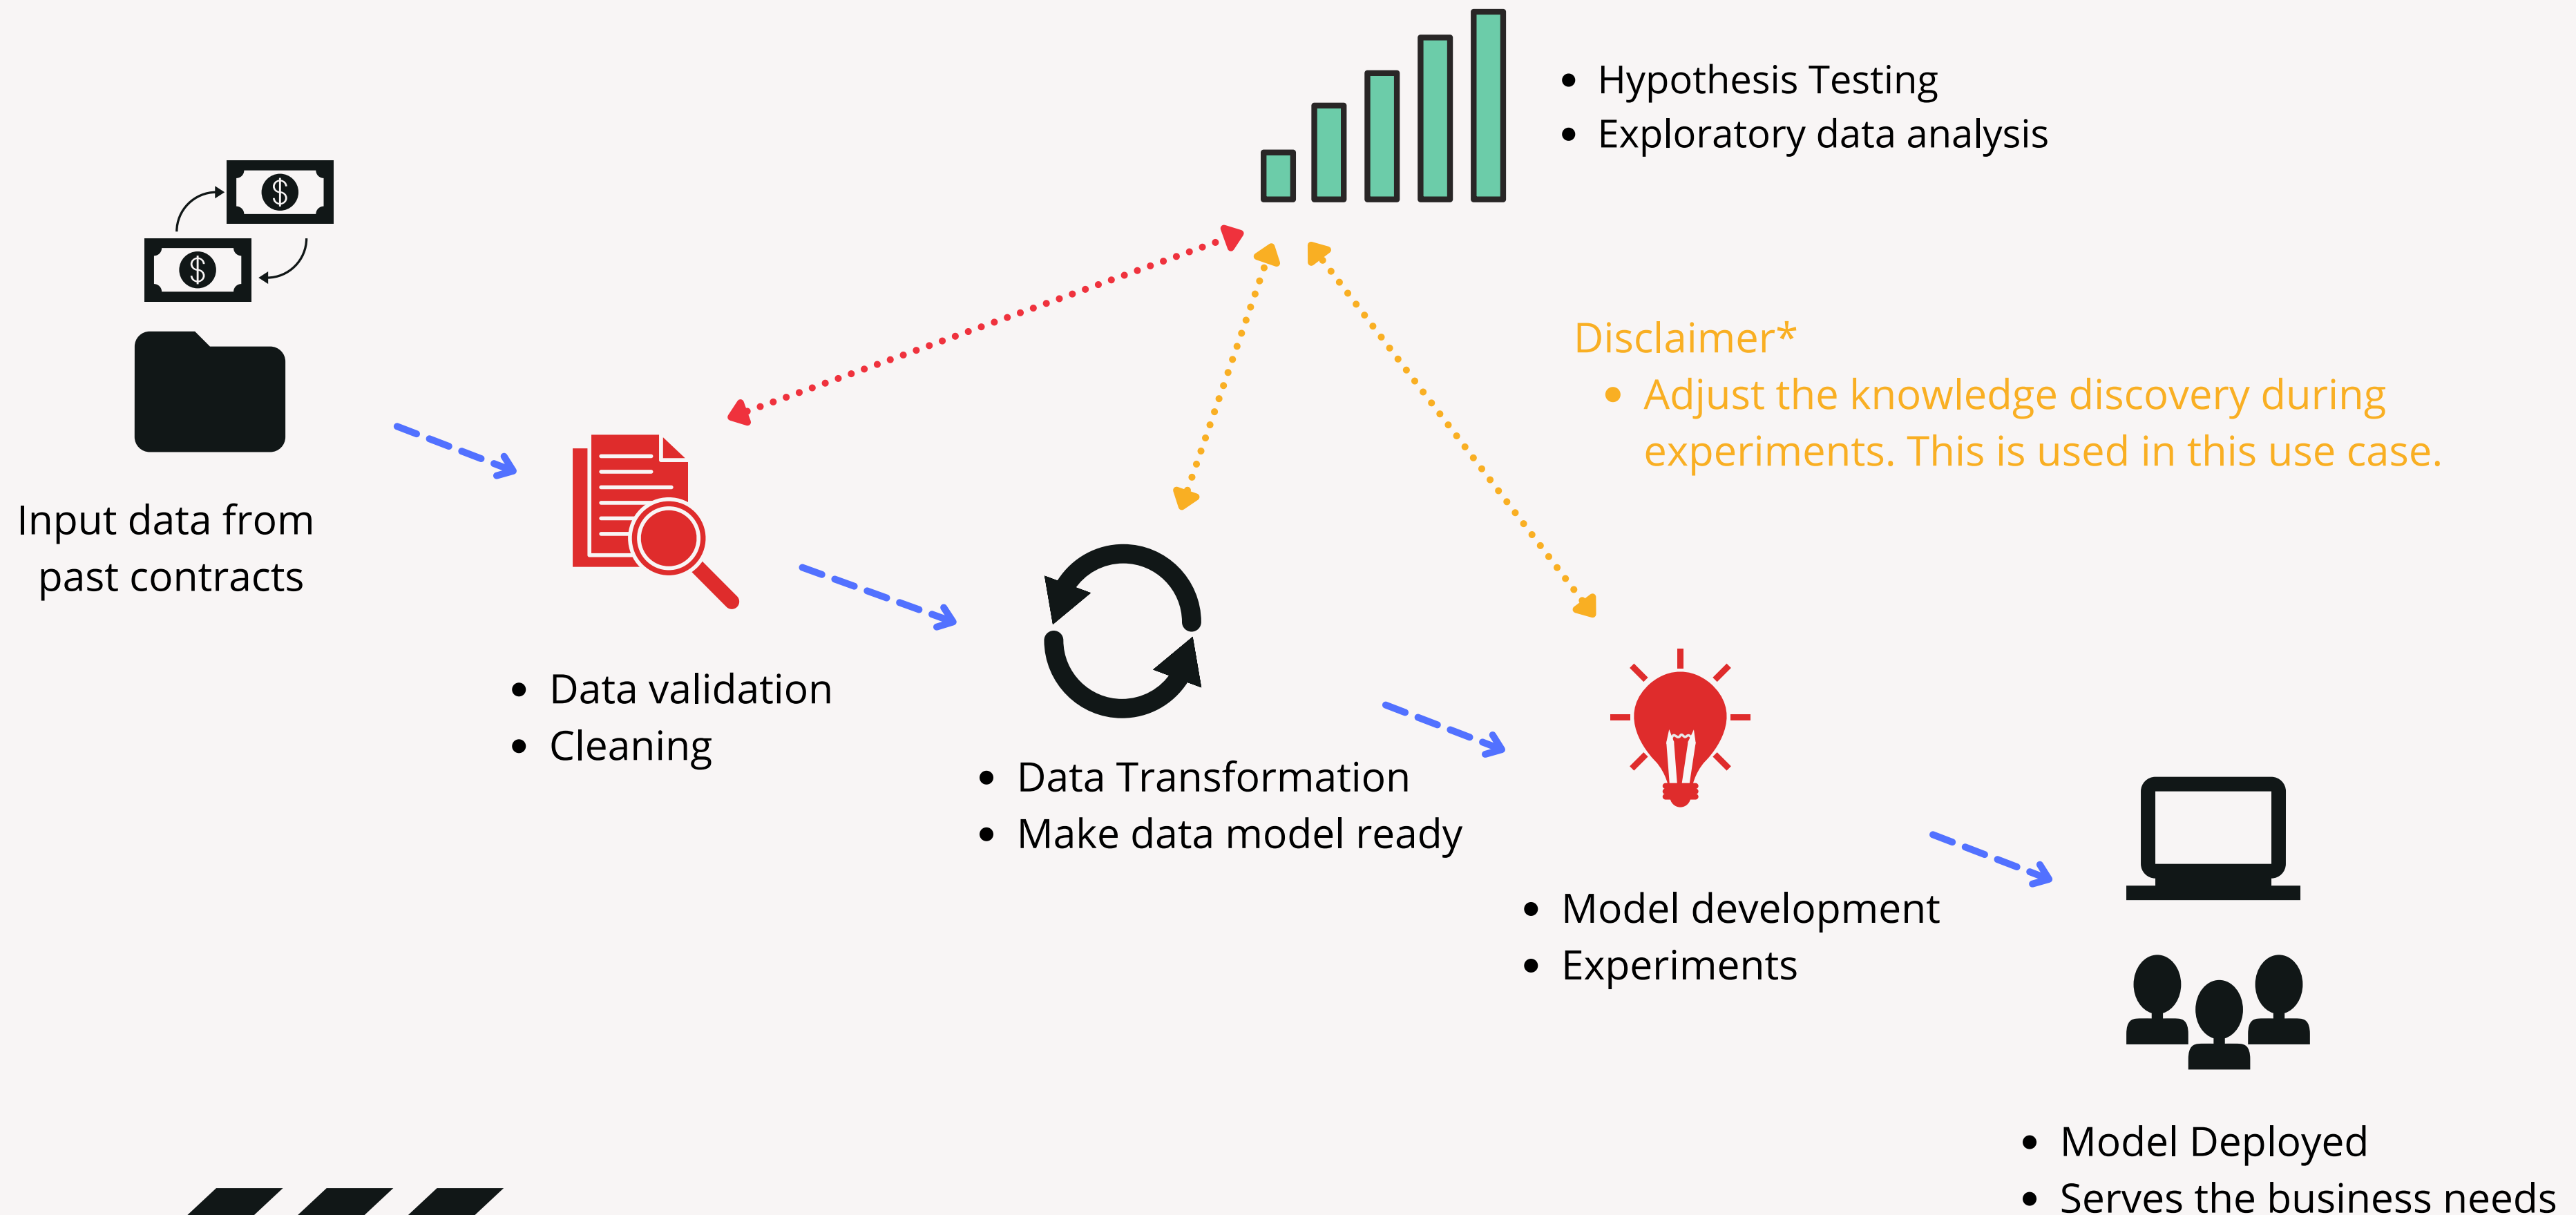 • Hypothesis Testing
• Exploratory data analysis
$
$
Disclaimer*
• Adjust the knowledge discovery during
experiments. This is used in this use case.
Input data from
past contracts
• Data validation
• Cleaning
• Data Transformation
• Make data model ready
• Model development
• Experiments
• Model Deployed
• Serves the business needs